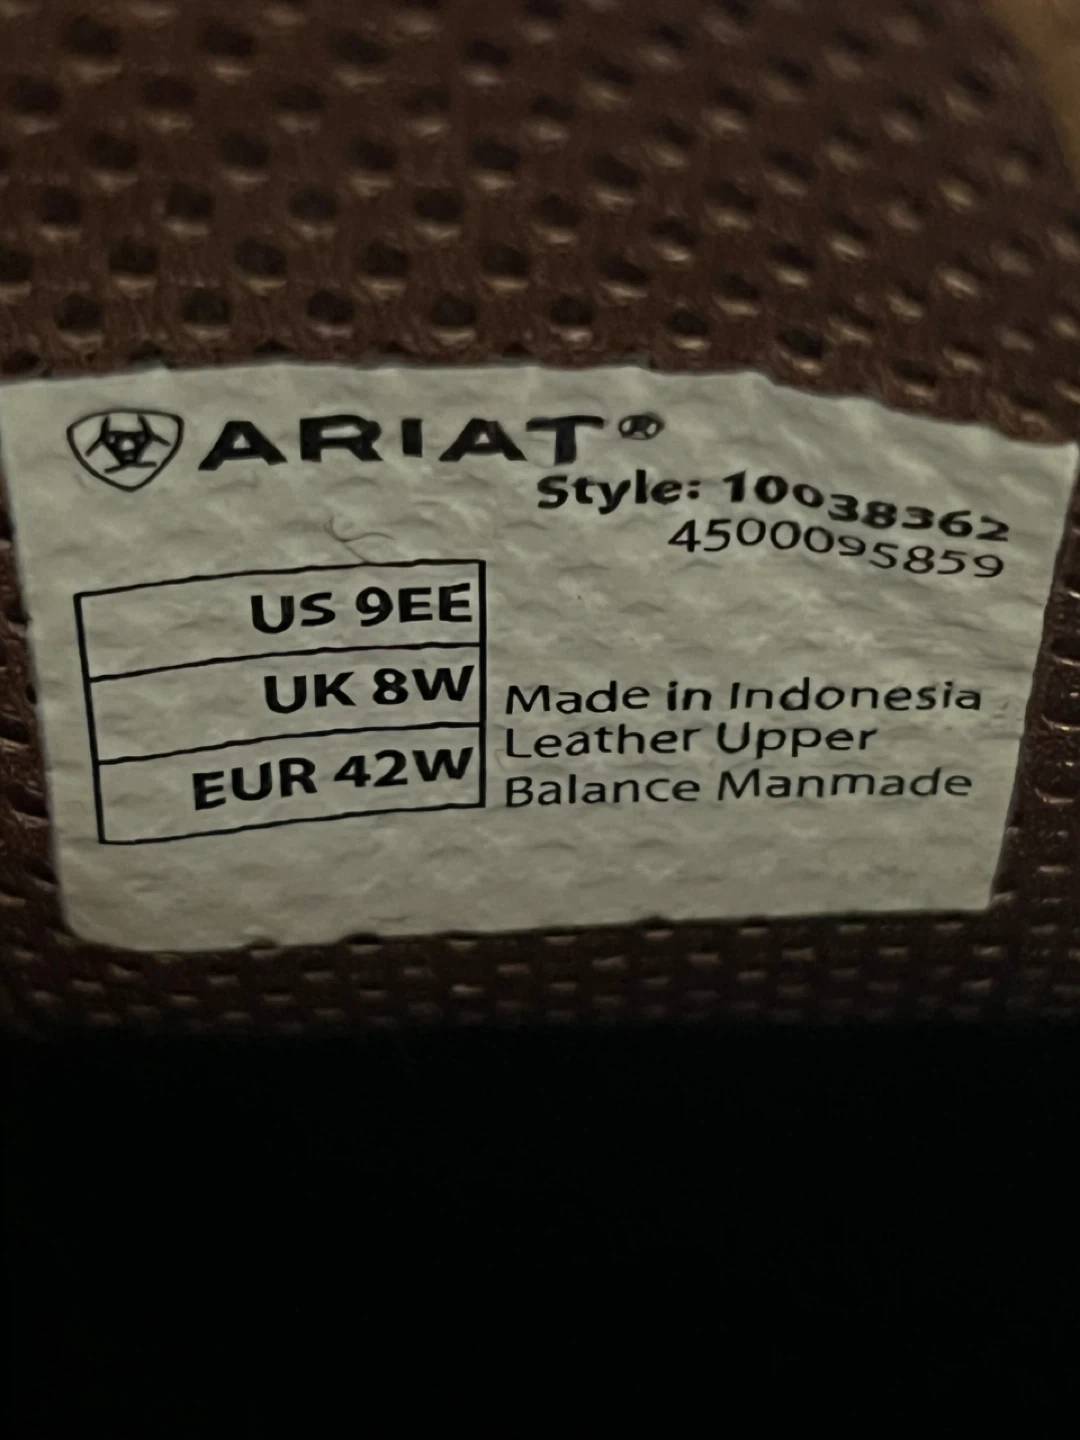 ARIAT®
Style: 10038362
4500095859
US 9EE
UK 8W
EUR 42W
Made in Indonesia
Leather Upper
Balance Manmade